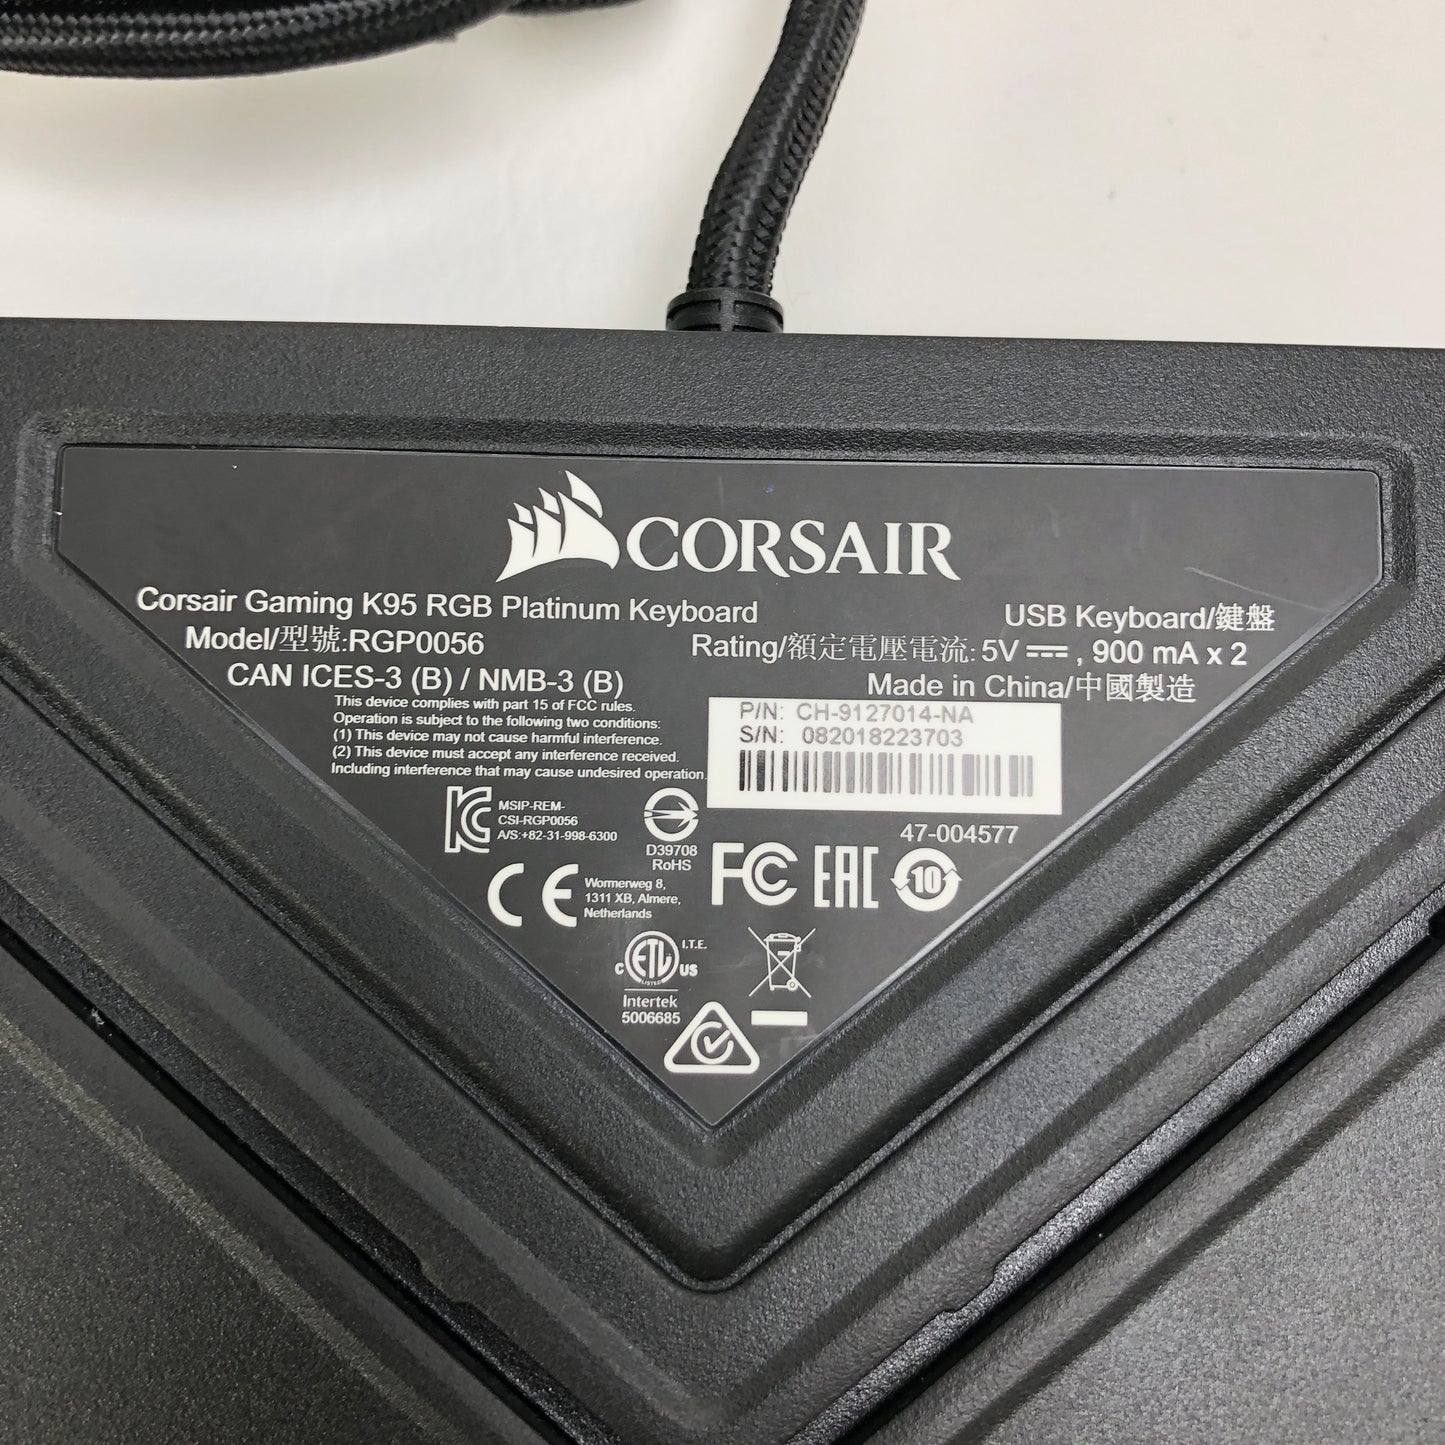 CORSAIR
Corsair Gaming K95 RGB Platinum Keyboard
USB Keyboard/鍵盤
Model/型號:RGP0056
Rating/額定電壓電流: 5V ⎓ , 900 mA x 2
CAN ICES-3 (B) / NMB-3 (B)
Made in China/中國製造
This device complies with part 15 of FCC rules.
Operation is subject to the following two conditions:
(1) This device may not cause harmful interference.
(2) This device must accept any interference received.
Including interference that may cause undesired operation.
P/N: CH-9127014-NA
S/N: 082018223703
47-004577
MSIP-REM-
CSI-RGP0056
A/S:+82-31-998-6300
D39708
RoHS
FC
EAC
10
CE
Wormerweg 8,
1311 XB, Almere,
Netherlands
ETL
LISTED
C
US
I.T.E.
Intertek
5006685